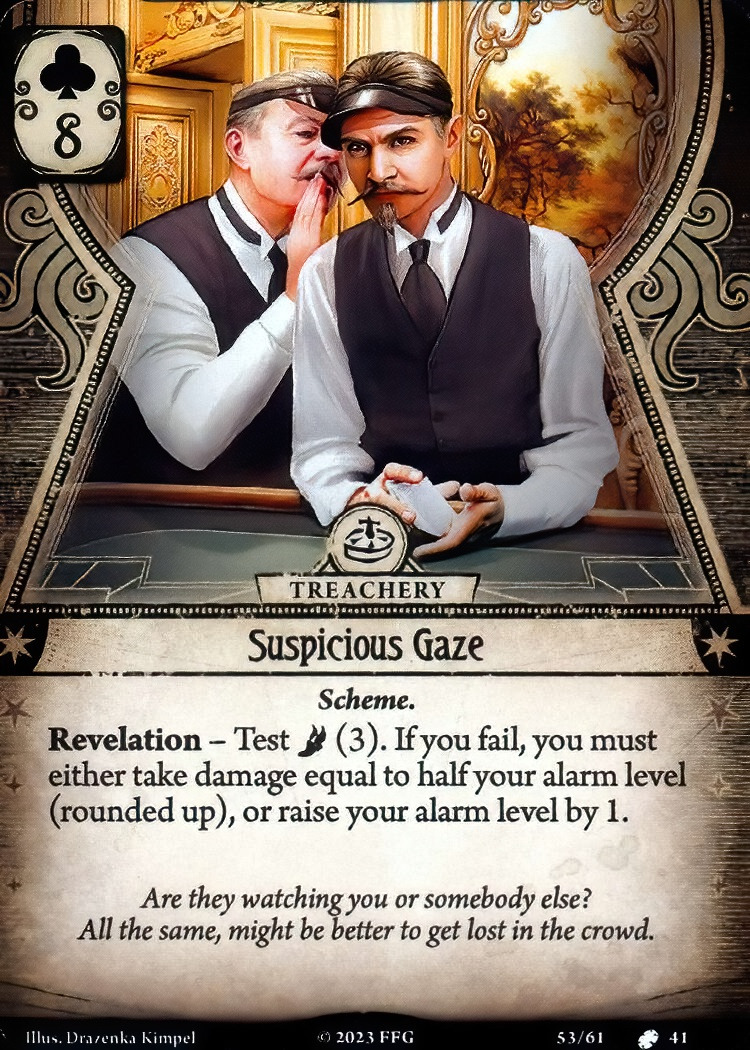 8
TREACHERY
Suspicious Gaze
Scheme.
Revelation – Test (3). If you fail, you must
either take damage equal to half your alarm level
(rounded up), or raise your alarm level by 1.
Are they watching you or somebody else?
All the same, might be better to get lost in the crowd.
Illus. Drazenka Kimpel © 2023 FFG 53/61 41